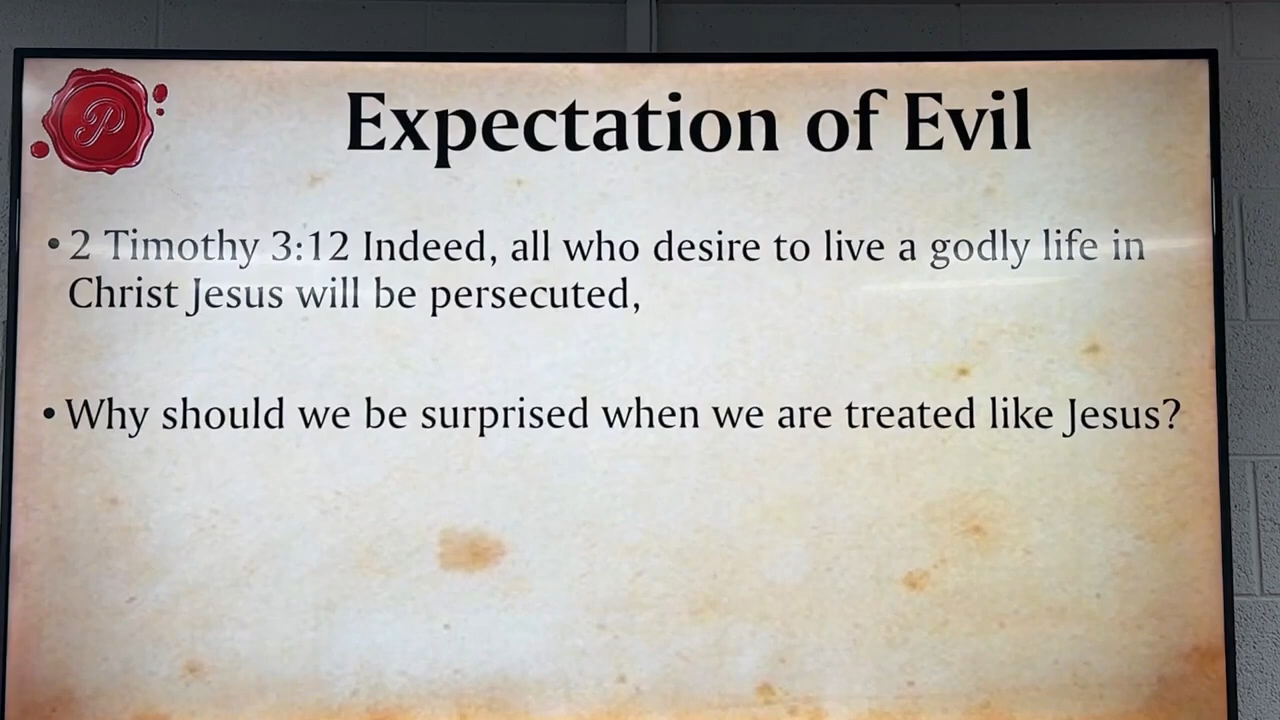 P
Expectation of Evil
• 2 Timothy 3:12 Indeed, all who desire to live a godly life in
Christ Jesus will be persecuted,
• Why should we be surprised when we are treated like Jesus?